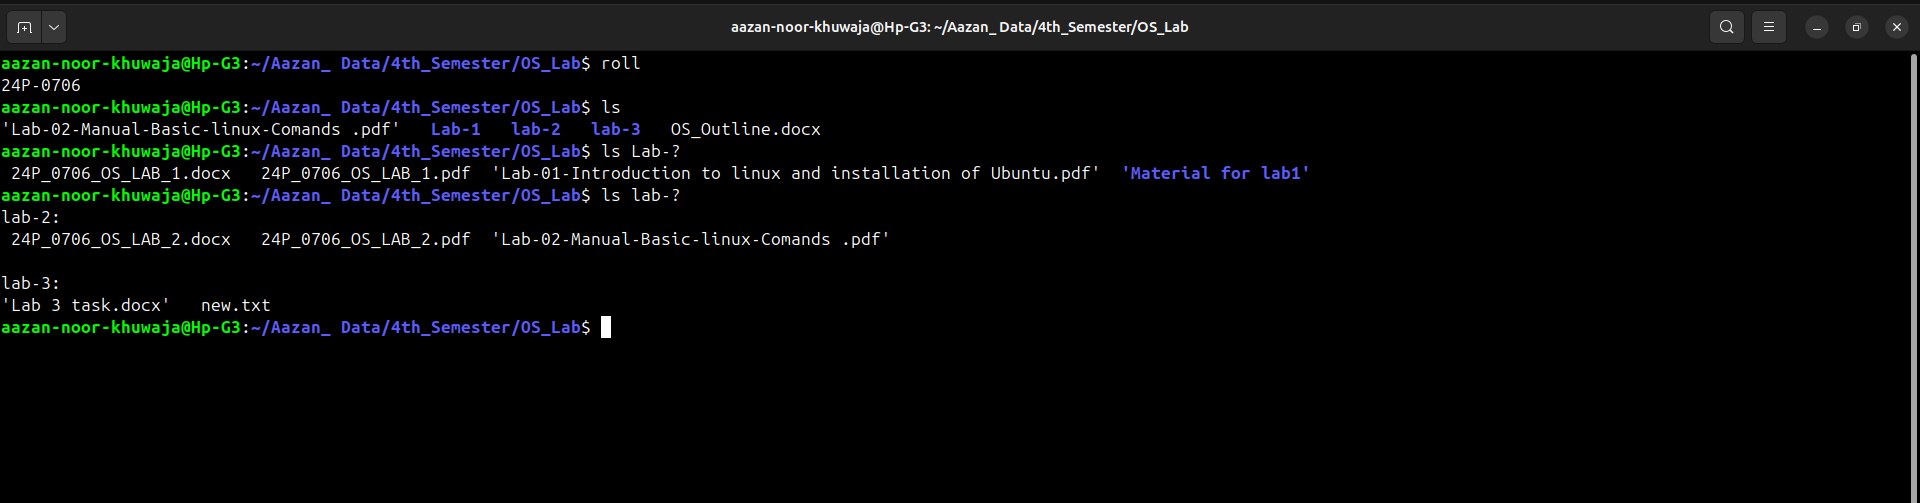 aazan-noor-khuwaja@Hp-G3: ~/Aazan_ Data/4th_Semester/OS_Lab
aazan-noor-khuwaja@Hp-G3:~/Aazan_ Data/4th_Semester/OS_Lab$ roll
24P-0706
aazan-noor-khuwaja@Hp-G3:~/Aazan_ Data/4th_Semester/OS_Lab$ ls
'Lab-02-Manual-Basic-linux-Comands .pdf'   Lab-1   lab-2   lab-3   OS_Outline.docx
aazan-noor-khuwaja@Hp-G3:~/Aazan_ Data/4th_Semester/OS_Lab$ ls Lab-?
 24P_0706_OS_LAB_1.docx   24P_0706_OS_LAB_1.pdf  'Lab-01-Introduction to linux and installation of Ubuntu.pdf'  'Material for lab1'
aazan-noor-khuwaja@Hp-G3:~/Aazan_ Data/4th_Semester/OS_Lab$ ls lab-?
lab-2:
 24P_0706_OS_LAB_2.docx   24P_0706_OS_LAB_2.pdf  'Lab-02-Manual-Basic-linux-Comands .pdf'

lab-3:
'Lab 3 task.docx'   new.txt
aazan-noor-khuwaja@Hp-G3:~/Aazan_ Data/4th_Semester/OS_Lab$